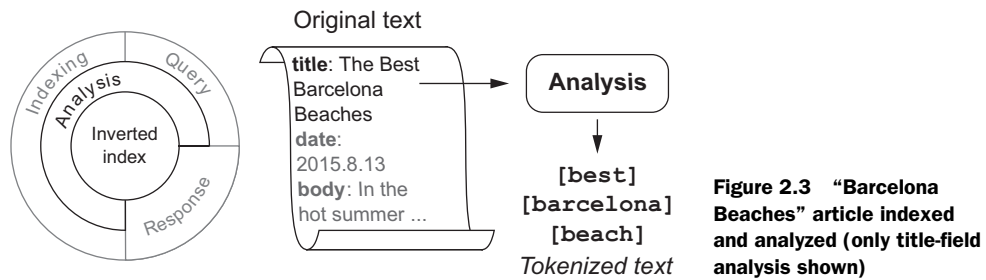 Original text
Indexing
Query
Analysis
Inverted
index
Response
title: The Best
Barcelona
Beaches
date:
2015.8.13
body: In the
hot summer ...
Analysis
[best]
[barcelona]
[beach]
Tokenized text
Figure 2.3 “Barcelona
Beaches” article indexed
and analyzed (only title-field
analysis shown)